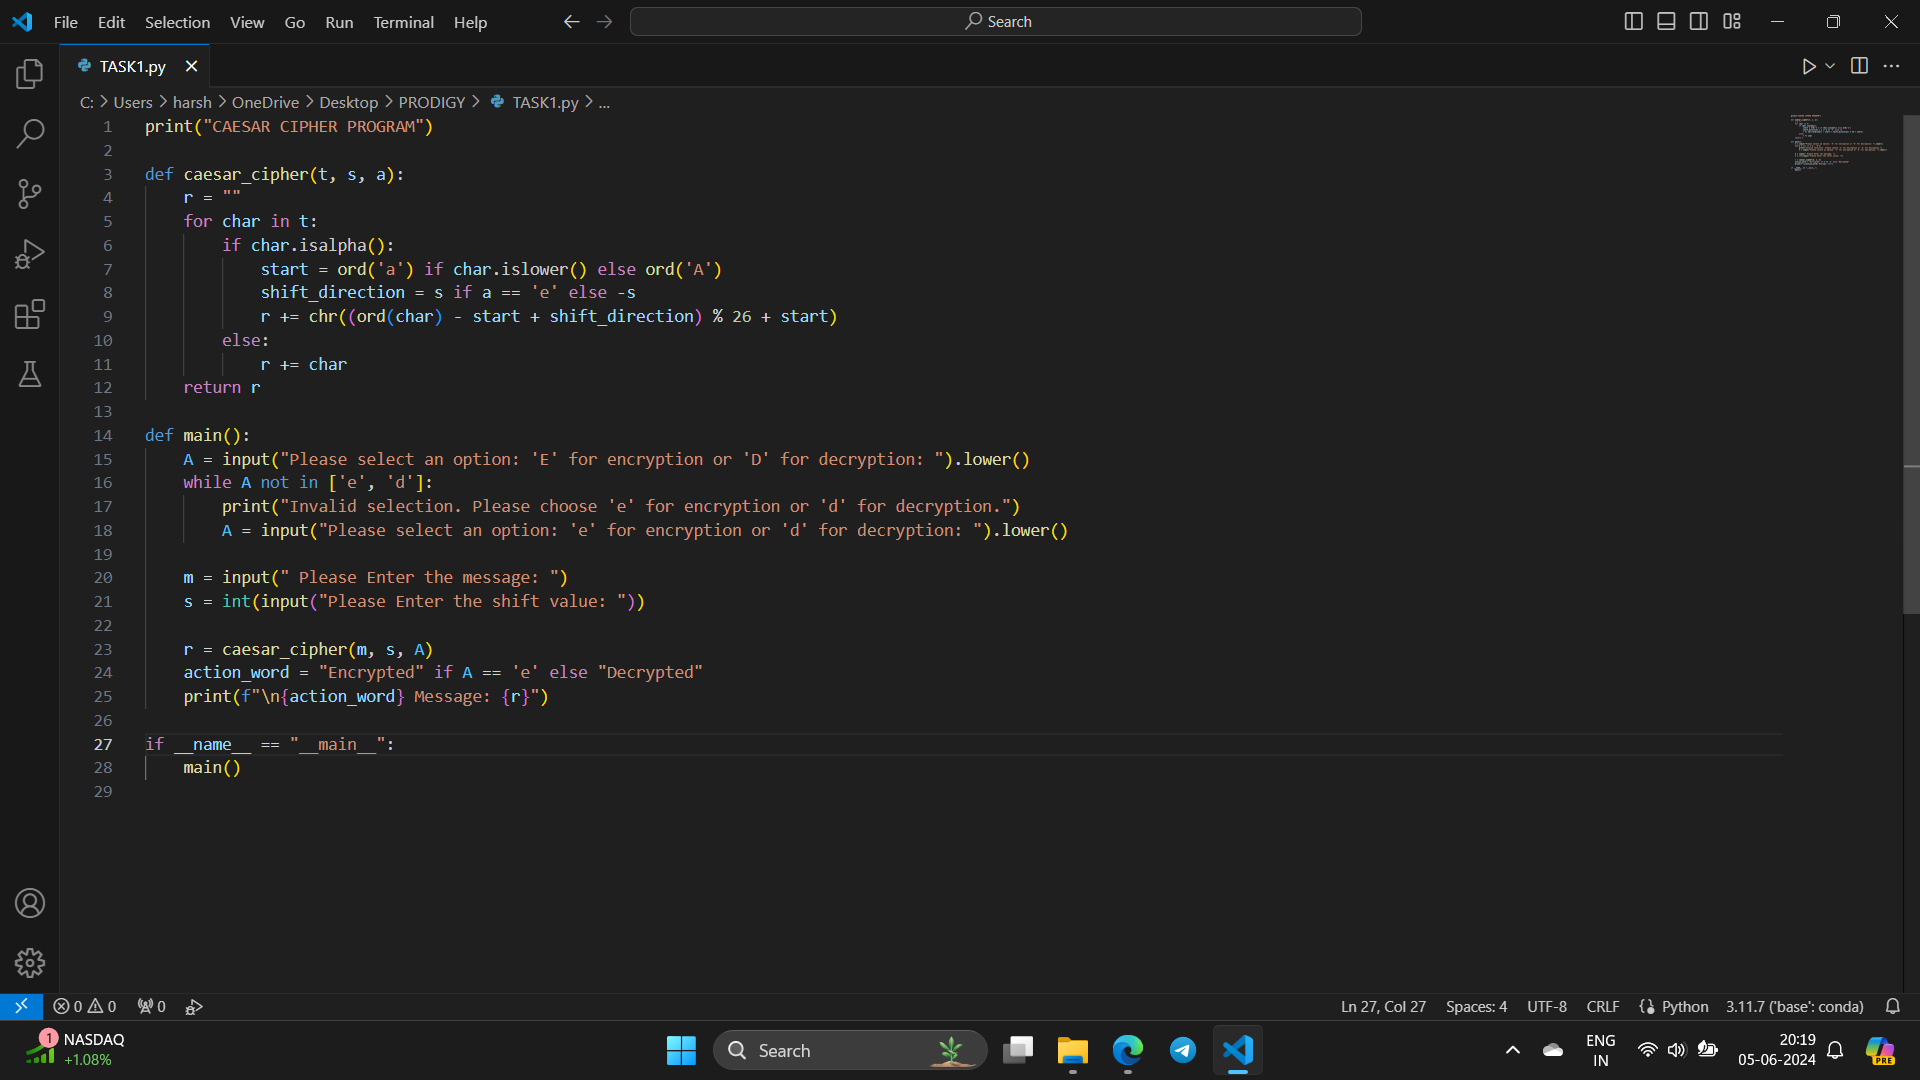 File Edit Selection View Go Run Terminal Help
Search
TASK1.py
C: > Users > harsh > OneDrive > Desktop > PRODIGY > TASK1.py > ...
1 print("CAESAR CIPHER PROGRAM")
2
3 def caesar_cipher(t, s, a):
4     r = ""
5     for char in t:
6         if char.isalpha():
7             start = ord('a') if char.islower() else ord('A')
8             shift_direction = s if a == 'e' else -s
9             r += chr((ord(char) - start + shift_direction) % 26 + start)
10         else:
11             r += char
12     return r
13
14 def main():
15     A = input("Please select an option: 'E' for encryption or 'D' for decryption: ").lower()
16     while A not in ['e', 'd']:
17         print("Invalid selection. Please choose 'e' for encryption or 'd' for decryption.")
18         A = input("Please select an option: 'e' for encryption or 'd' for decryption: ").lower()
19
20     m = input(" Please Enter the message: ")
21     s = int(input("Please Enter the shift value: "))
22
23     r = caesar_cipher(m, s, A)
24     action_word = "Encrypted" if A == 'e' else "Decrypted"
25     print(f"\n{action_word} Message: {r}")
26
27 if __name__ == "__main__":
28     main()
29
0 0 0 Ln 27, Col 27 Spaces: 4 UTF-8 CRLF Python 3.11.7 ('base': conda)
1 NASDAQ
+1.08%
Search
ENG
IN
20:19
05-06-2024
PRE